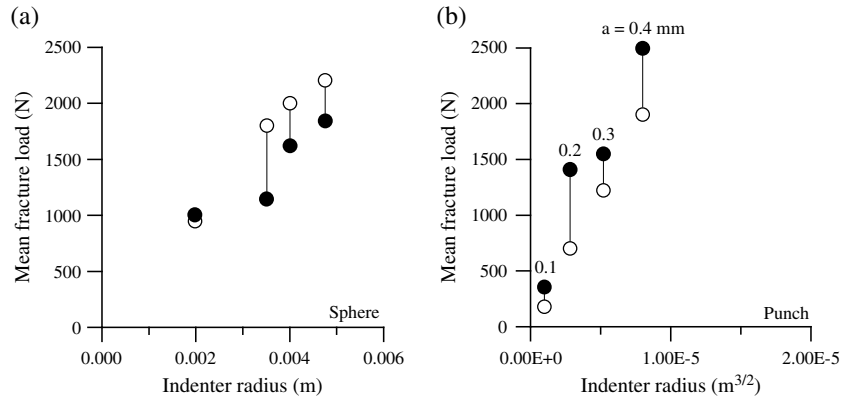 (a)
2500
2000
1500
1000
500
0
Mean fracture load (N)
Sphere
0.000
0.002
0.004
0.006
Indenter radius (m)
(b)
a = 0.4 mm
2500
2000
1500
1000
500
0
Mean fracture load (N)
0.3
0.2
0.1
Punch
0.00E+0
1.00E-5
2.00E-5
Indenter radius (m3/2)